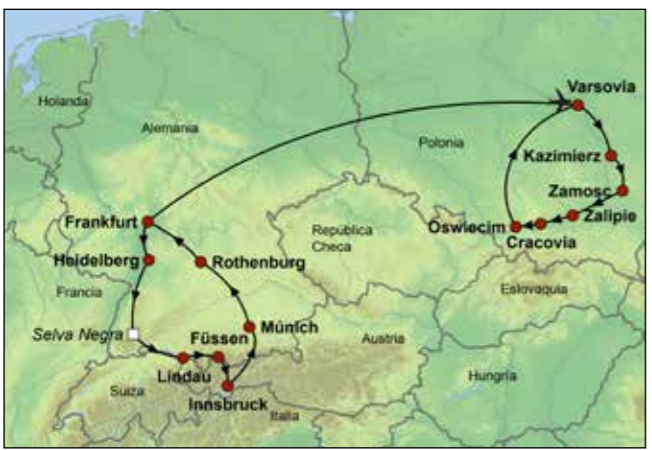 Varsovia
Holanda
Alemania
Polonia
Kazimierz
Zamosc
Frankfurt
Zalipie
Oswiecim
República
Checa
Cracovia
Heidelberg
Rothenburg
Francia
Eslovaquia
Selva Negra
Múnich
Füssen
Austria
Lindau
Hungría
Suiza
Innsbruck
Italia